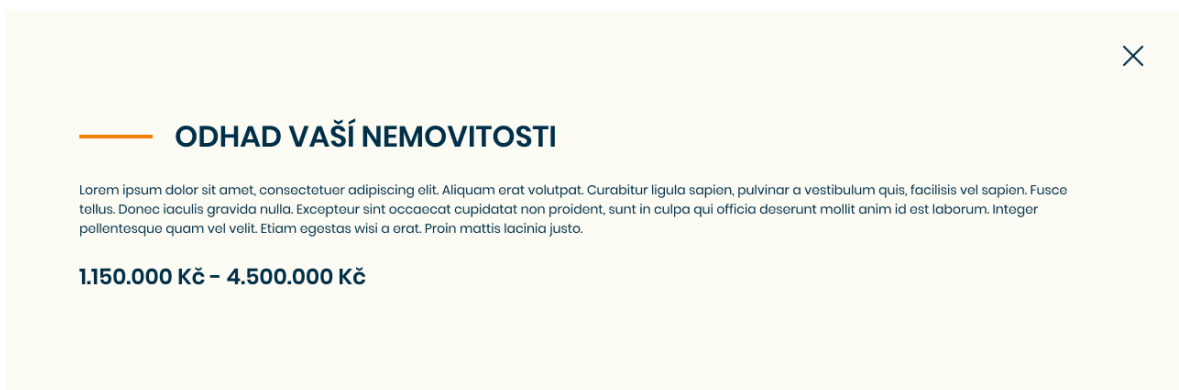 ODHAD VAŠÍ NEMOVITOSTI
Lorem ipsum dolor sit amet, consectetuer adipiscing elit. Aliquam erat volutpat. Curabitur ligula sapien, pulvinar a vestibulum quis, facilisis vel sapien. Fusce
tellus. Donec iaculis gravida nulla. Excepteur sint occaecat cupidatat non proident, sunt in culpa qui officia deserunt mollit anim id est laborum. Integer
pellentesque quam vel velit. Etiam egestas wisi a erat. Proin mattis lacinia justo.
1.150.000 Kč – 4.500.000 Kč